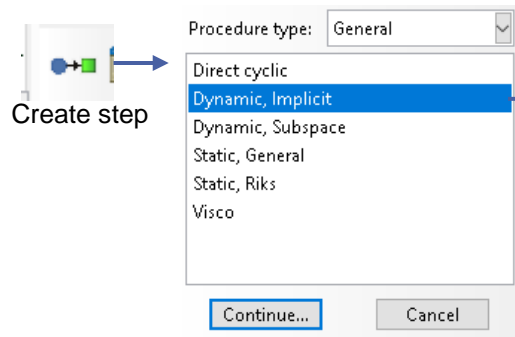 Procedure type: General
Create step
Direct cyclic
Dynamic, Implicit
Dynamic, Subspace
Static, General
Static, Riks
Visco
Continue... Cancel